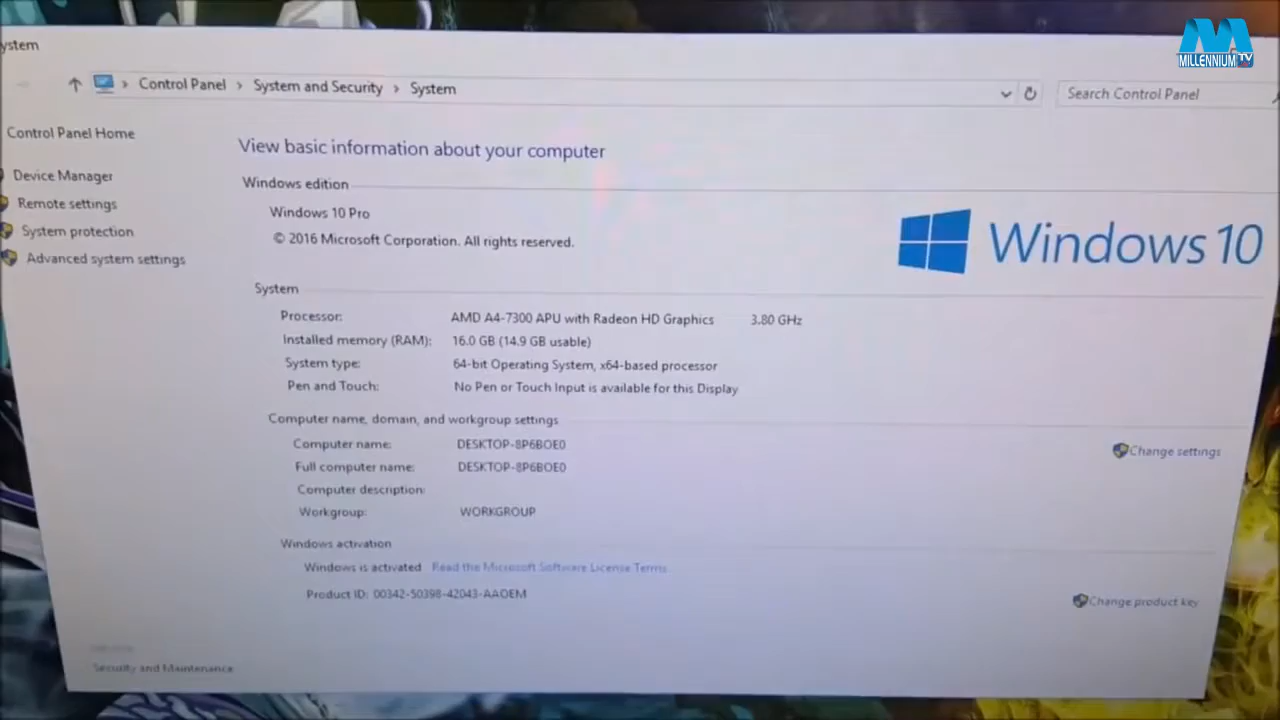 MILLENNIUM TV
ystem
Control Panel › System and Security › System
Search Control Panel
Control Panel Home
Device Manager
Remote settings
System protection
Advanced system settings
View basic information about your computer
Windows edition
Windows 10 Pro
© 2016 Microsoft Corporation. All rights reserved.
Windows 10
System
Processor: AMD A4-7300 APU with Radeon HD Graphics 3.80 GHz
Installed memory (RAM): 16.0 GB (14.9 GB usable)
System type: 64-bit Operating System, x64-based processor
Pen and Touch: No Pen or Touch Input is available for this Display
Computer name, domain, and workgroup settings
Computer name: DESKTOP-8P6BOE0
Full computer name: DESKTOP-8P6BOE0
Computer description:
Workgroup: WORKGROUP
Change settings
Windows activation
Windows is activated Read the Microsoft Software License Terms
Product ID: 00342-50398-42043-AAOEM
Change product key
Security and Maintenance